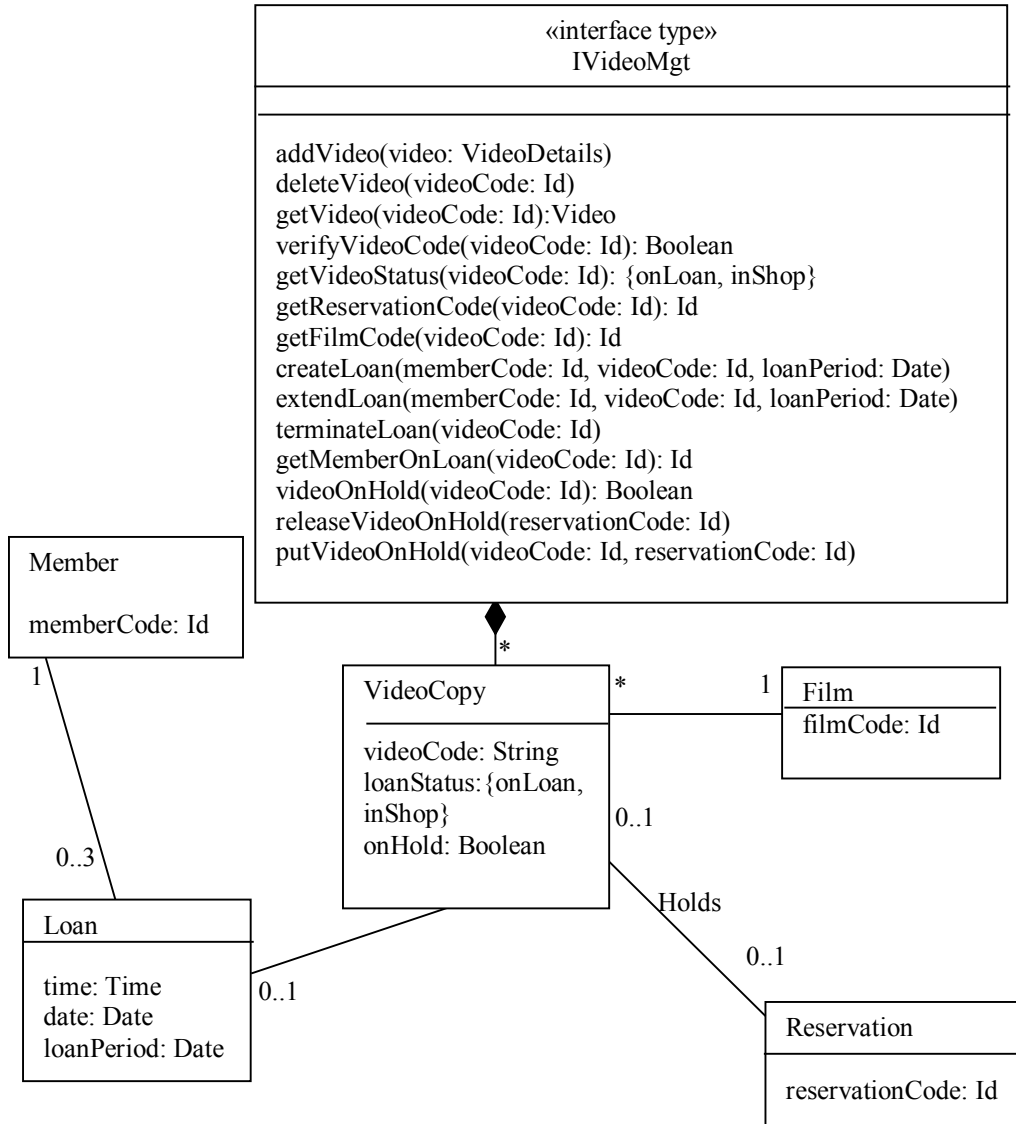 «interface type»
IVideoMgt
addVideo(video: VideoDetails)
deleteVideo(videoCode: Id)
getVideo(videoCode: Id):Video
verifyVideoCode(videoCode: Id): Boolean
getVideoStatus(videoCode: Id): {onLoan, inShop}
getReservationCode(videoCode: Id): Id
getFilmCode(videoCode: Id): Id
createLoan(memberCode: Id, videoCode: Id, loanPeriod: Date)
extendLoan(memberCode: Id, videoCode: Id, loanPeriod: Date)
terminateLoan(videoCode: Id)
getMemberOnLoan(videoCode: Id): Id
videoOnHold(videoCode: Id): Boolean
releaseVideoOnHold(reservationCode: Id)
putVideoOnHold(videoCode: Id, reservationCode: Id)
Member
memberCode: Id
1
*
VideoCopy
videoCode: String
loanStatus:{onLoan,
inShop}
onHold: Boolean
*
1
Film
filmCode: Id
0..1
0..3
Holds
0..1
Loan
time: Time
date: Date
loanPeriod: Date
0..1
Reservation
reservationCode: Id